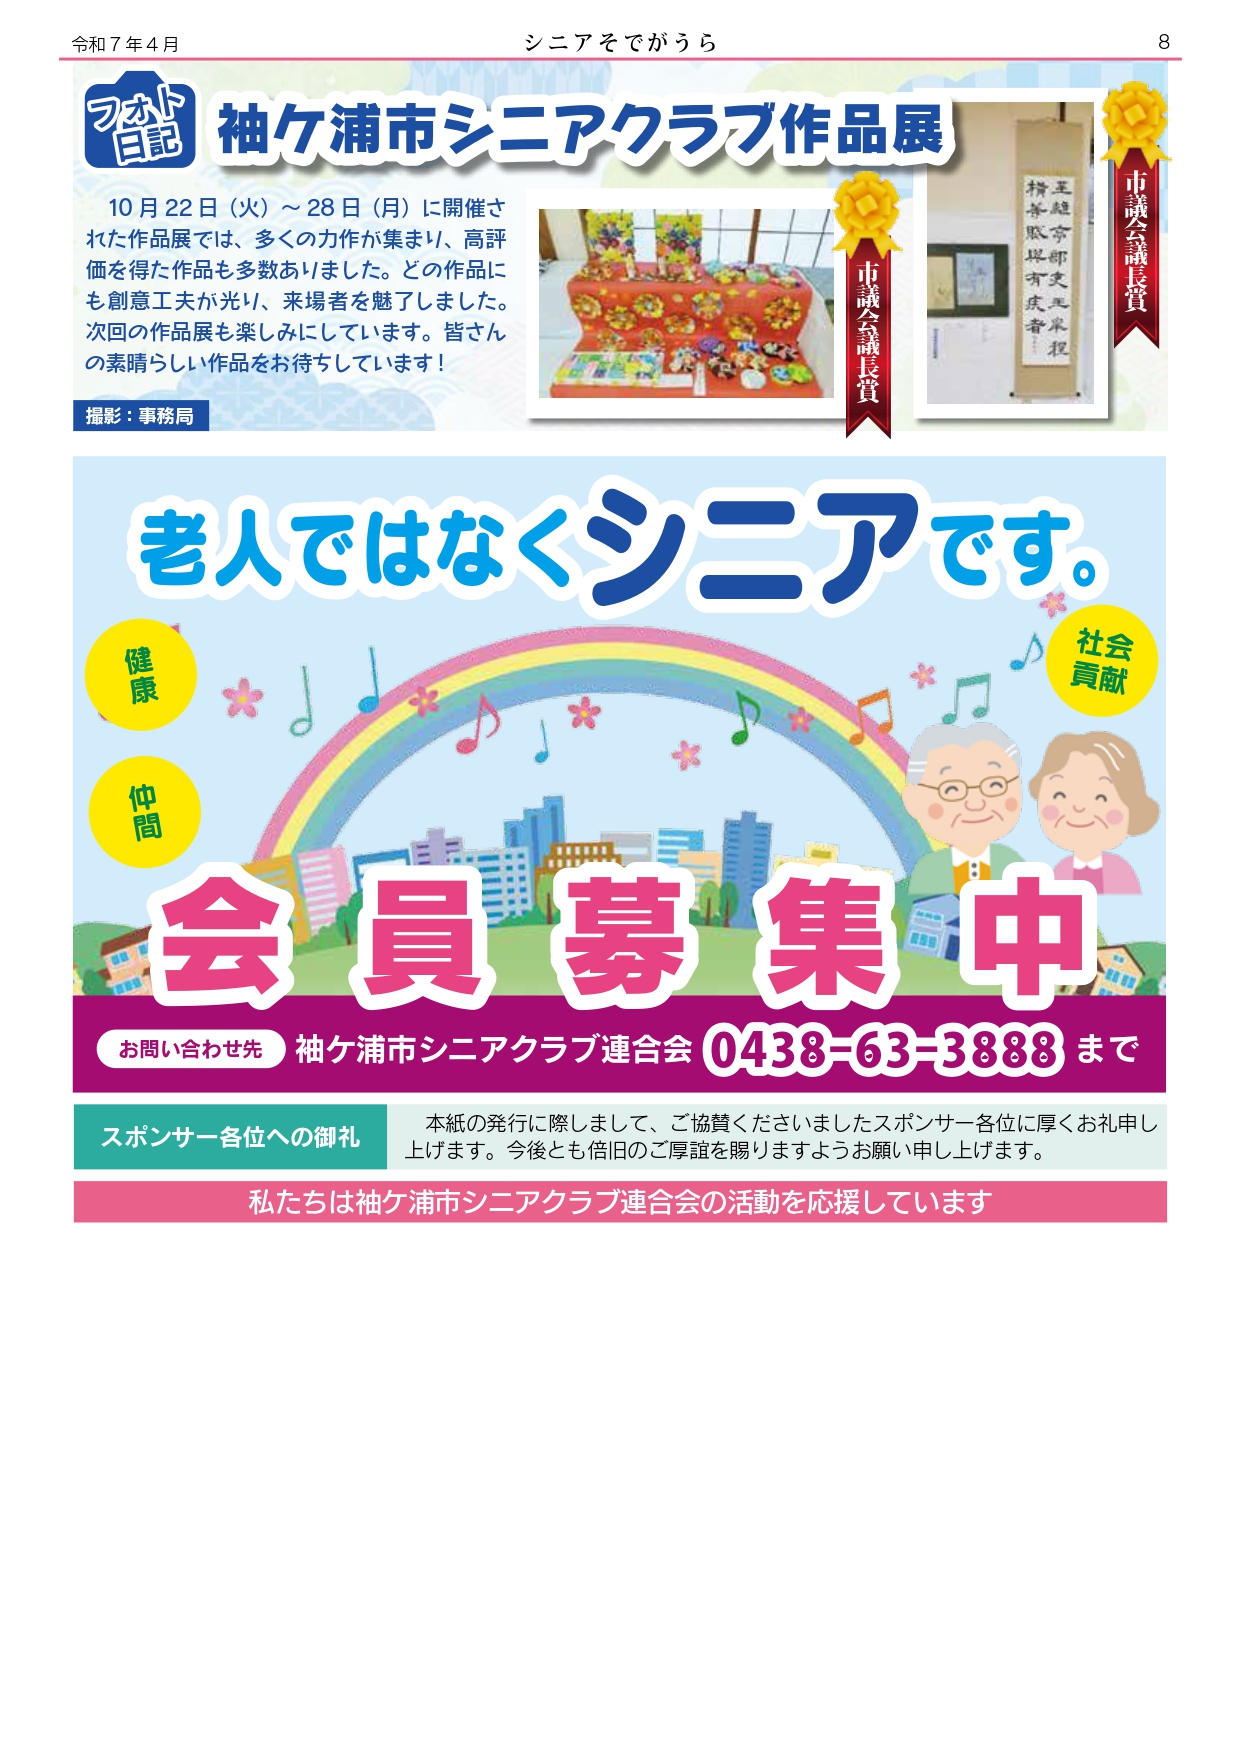 令和７年４月
シニアそでがうら
8
フォト
日記
袖ケ浦市シニアクラブ作品展
10月22日（火）～28日（月）に開催さ
れた作品展では、多くの力作が集まり、高評
価を得た作品も多数ありました。どの作品に
も創意工夫が光り、来場者を魅了しました。
次回の作品展も楽しみにしています。皆さん
の素晴らしい作品をお待ちしています！
撮影：事務局
市議会議長賞
市議会議長賞
老人ではなくシニアです。
健康
仲間
社会
貢献
会員募集中
お問い合わせ先 袖ケ浦市シニアクラブ連合会 0438-63-3888 まで
スポンサー各位への御礼
本紙の発行に際しまして、ご協賛くださいましたスポンサー各位に厚くお礼申し
上げます。今後とも倍旧のご厚誼を賜りますようお願い申し上げます。
私たちは袖ケ浦市シニアクラブ連合会の活動を応援しています